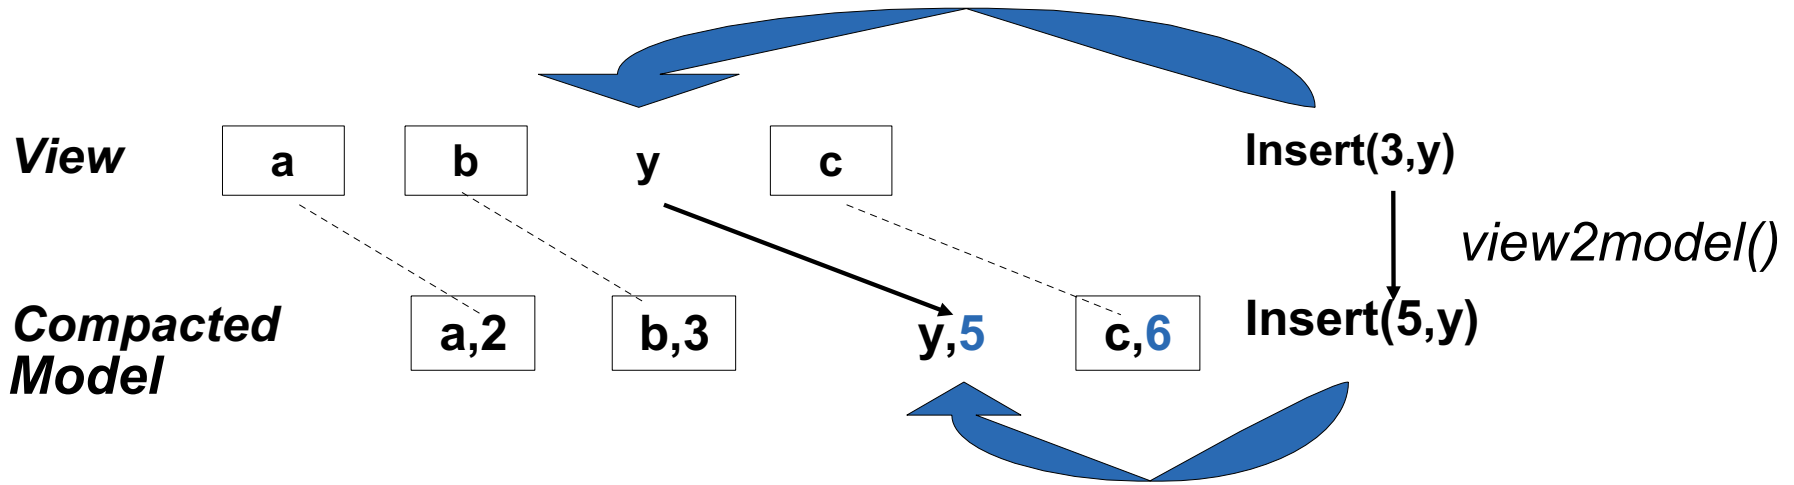 View a b y c Insert(3,y)
view2model()
Compacted
Model
a,2 b,3 y,5 c,6 Insert(5,y)